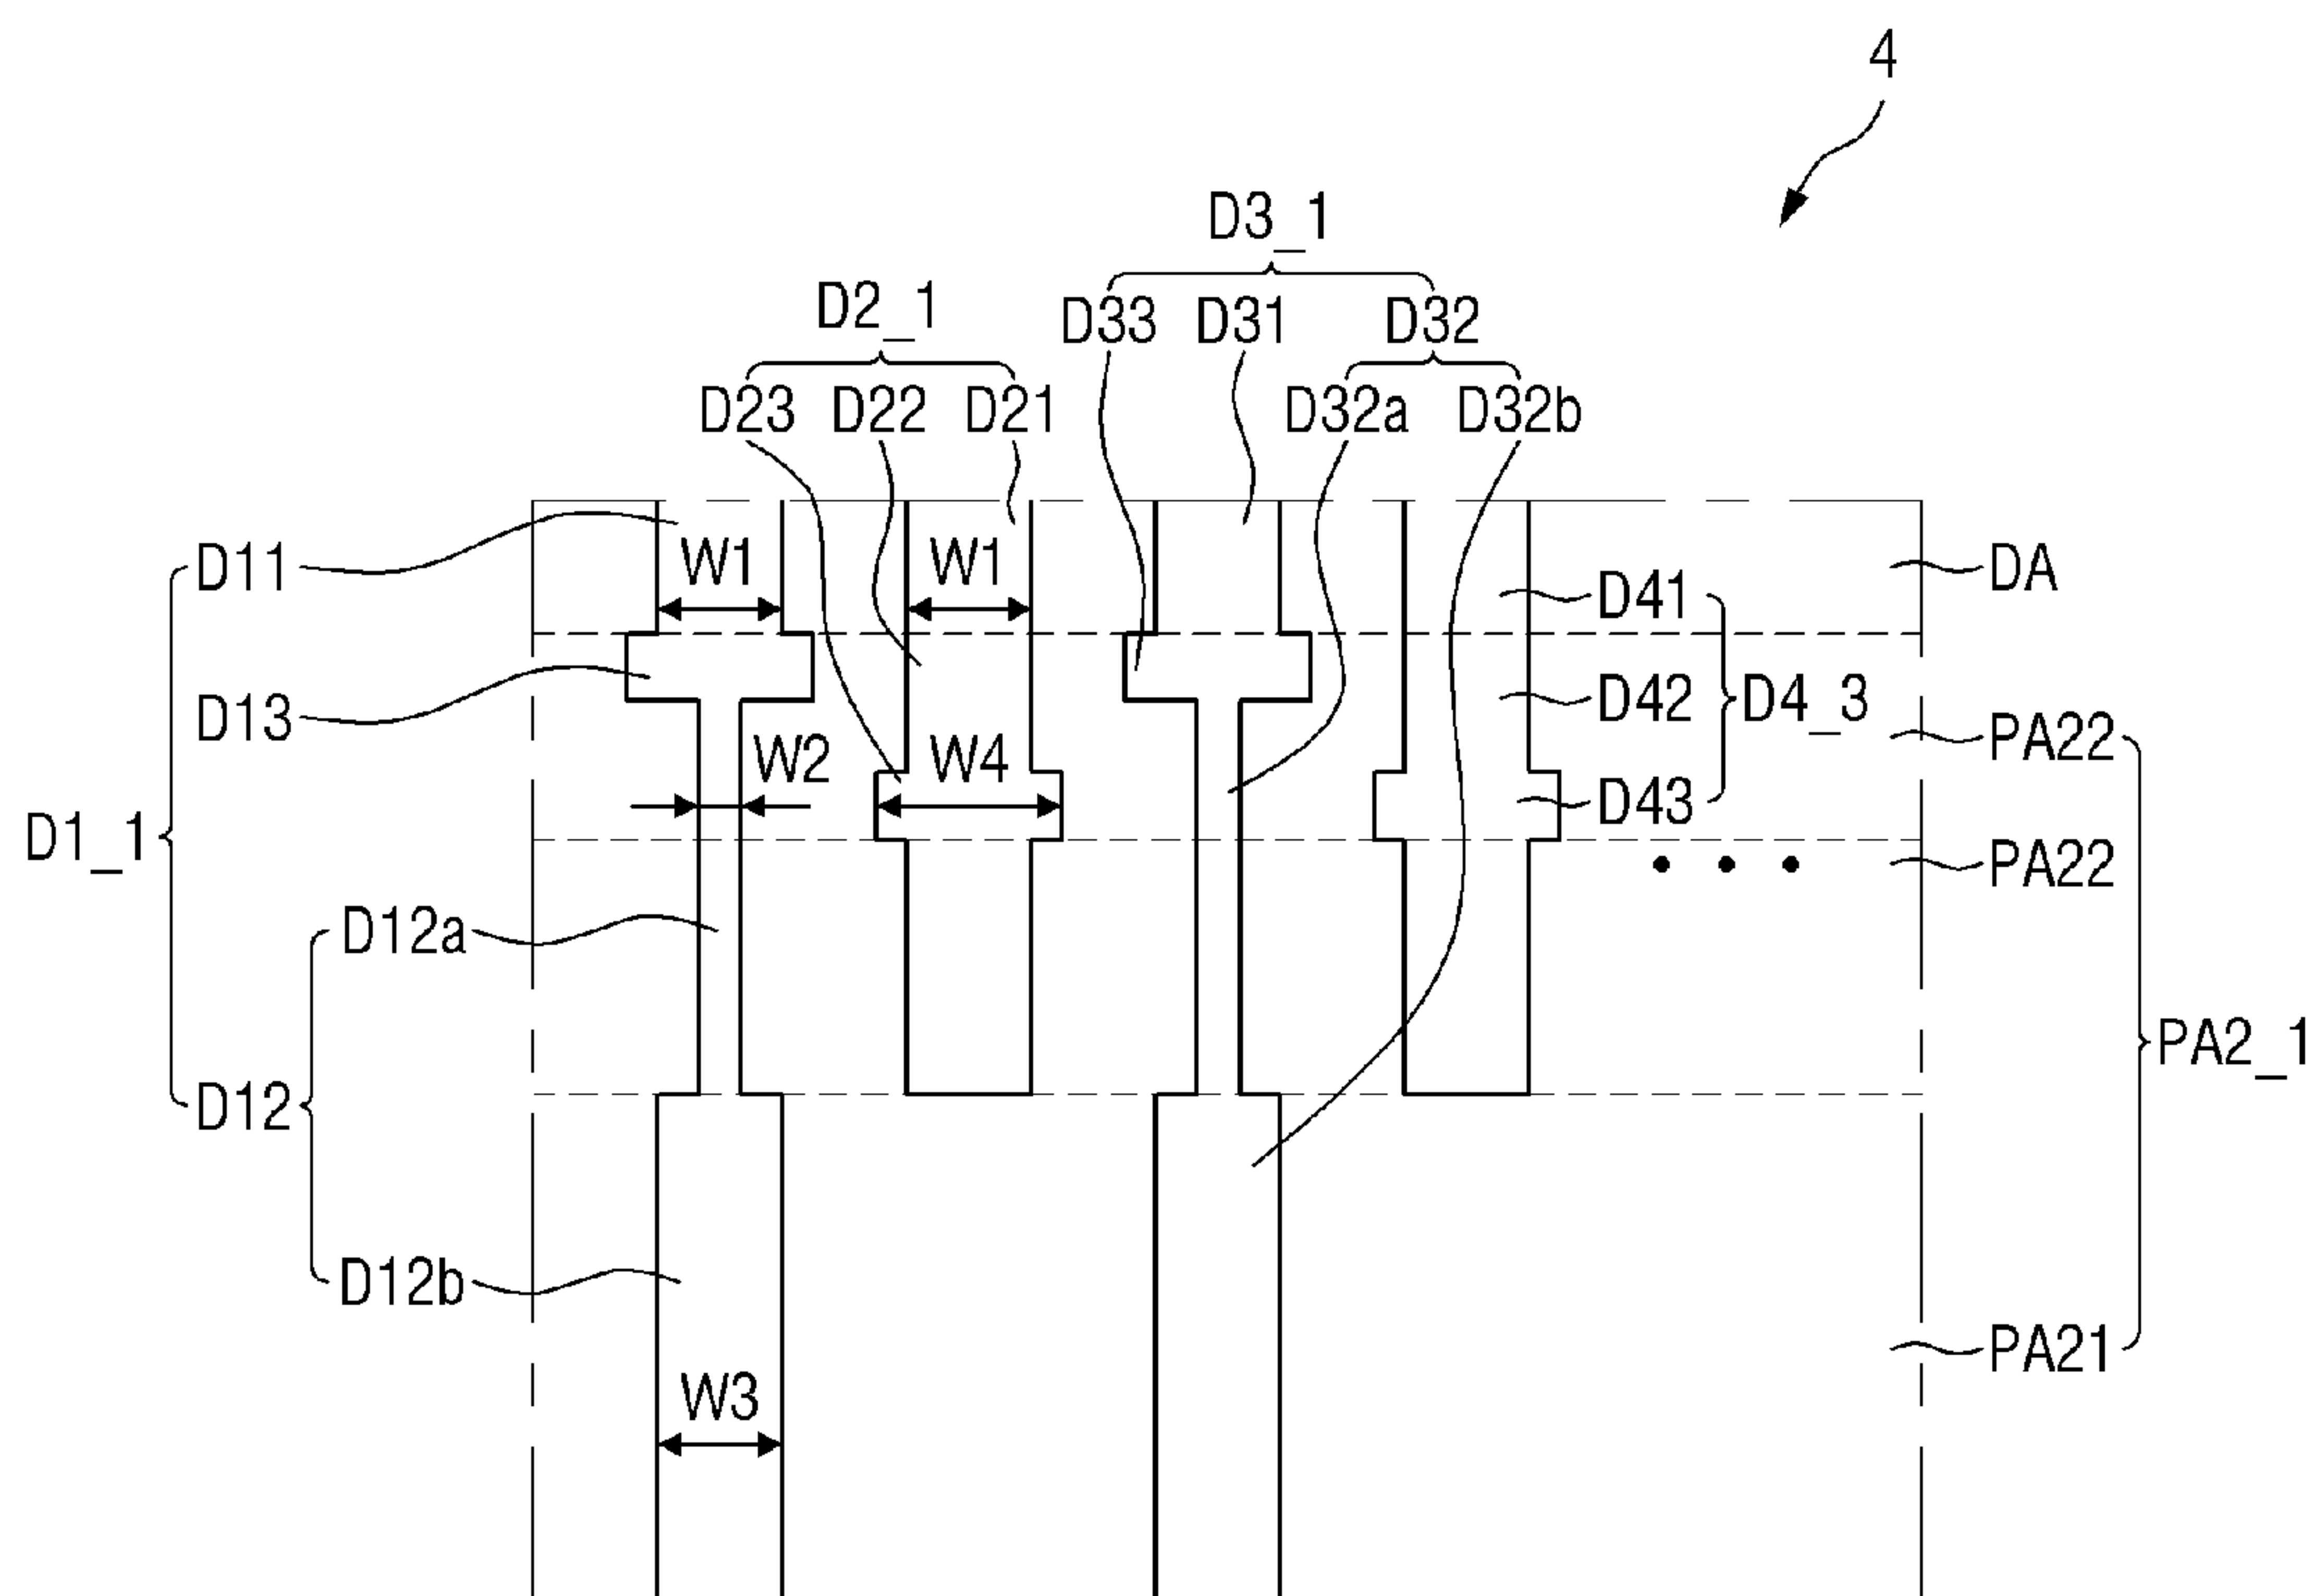 4
D3_1
D2_1
D33 D31 D32
D23 D22 D21 D32a D32b
D11 W1 W1 D41 DA
D13 D42 D4_3 PA22
W2 W4 D43
D1_1 PA22
D12a
PA2_1
D12
D12b
PA21
W3